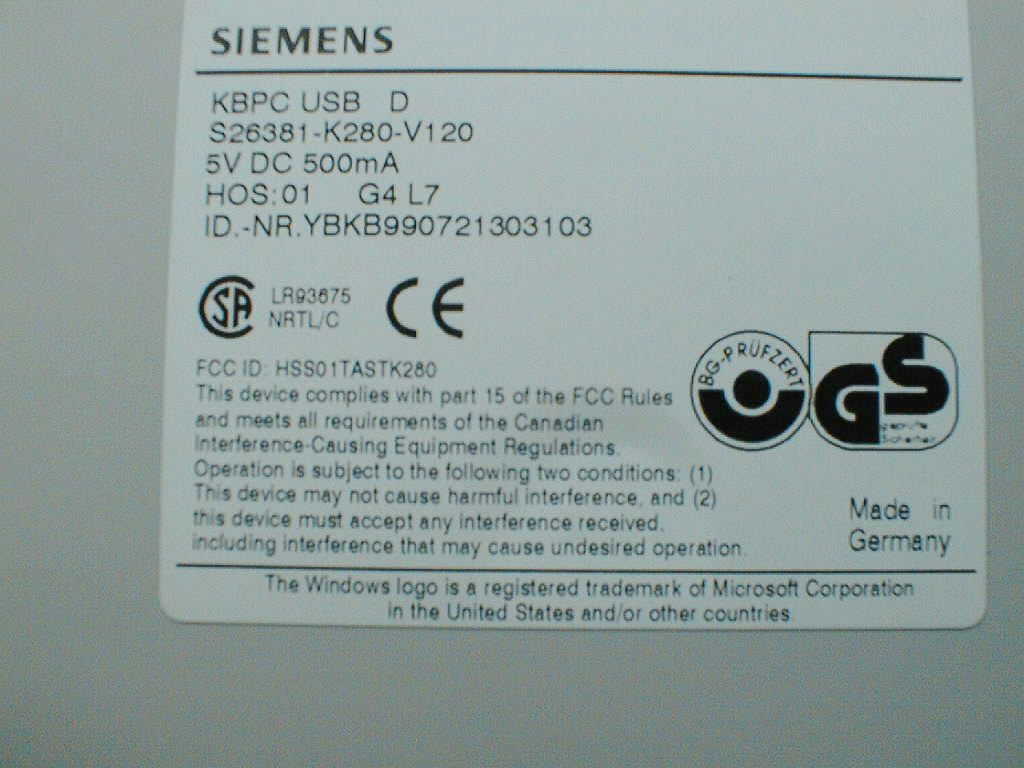 SIEMENS
KBPC USB D
S26381-K280-V120
5V DC 500mA
HOS:01 G4 L7
ID.-NR.YBKB990721303103
SA LR93675
NRTL/C
CE
FCC ID: HSS01TASTK280
This device complies with part 15 of the FCC Rules
and meets all requirements of the Canadian
Interference-Causing Equipment Regulations.
Operation is subject to the following two conditions: (1)
This device may not cause harmful interference, and (2)
this device must accept any interference received,
including interference that may cause undesired operation.
BG-PRÜFZERT
GS
geprüfte
Sicherheit
Made in
Germany
The Windows logo is a registered trademark of Microsoft Corporation
in the United States and/or other countries.